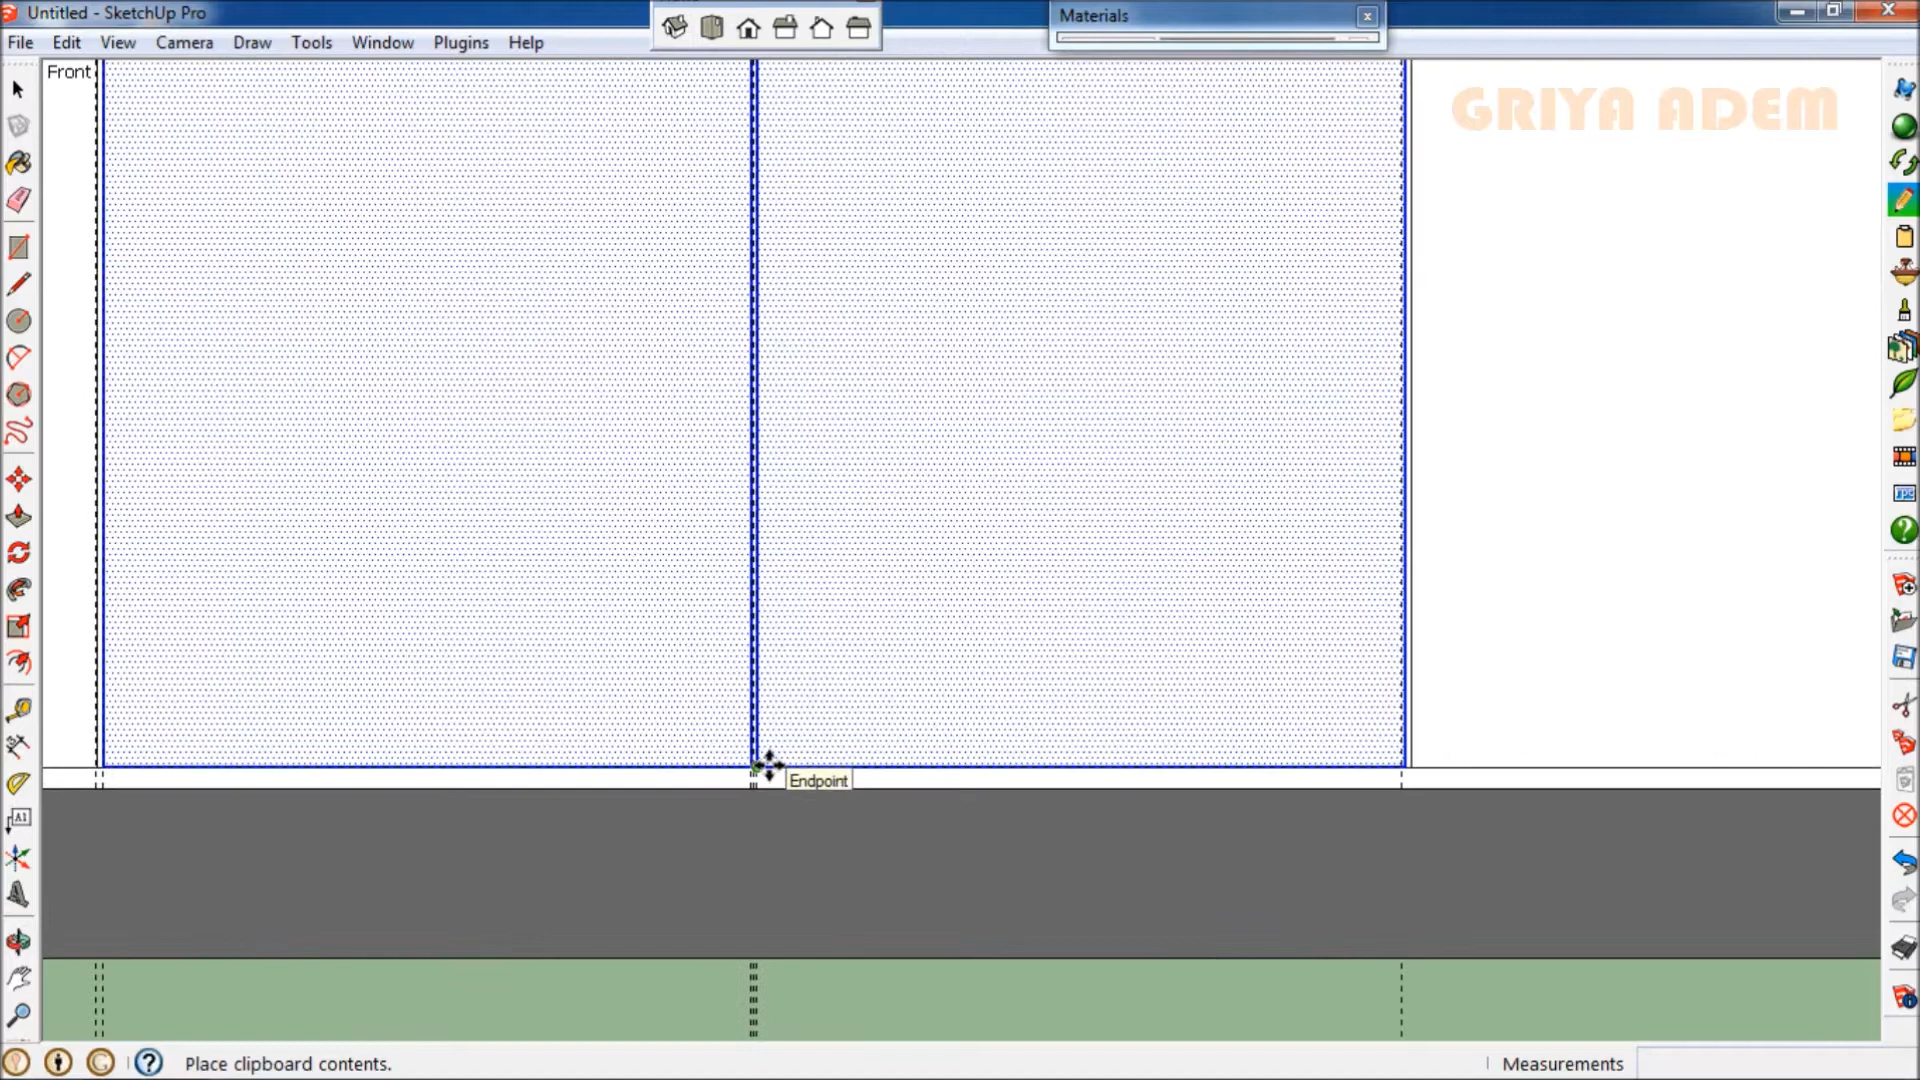 Untitled - SketchUp Pro
Materials
File Edit View Camera Draw Tools Window Plugins Help
Front
GRIYA ADEM
Endpoint
Place clipboard contents.
Measurements